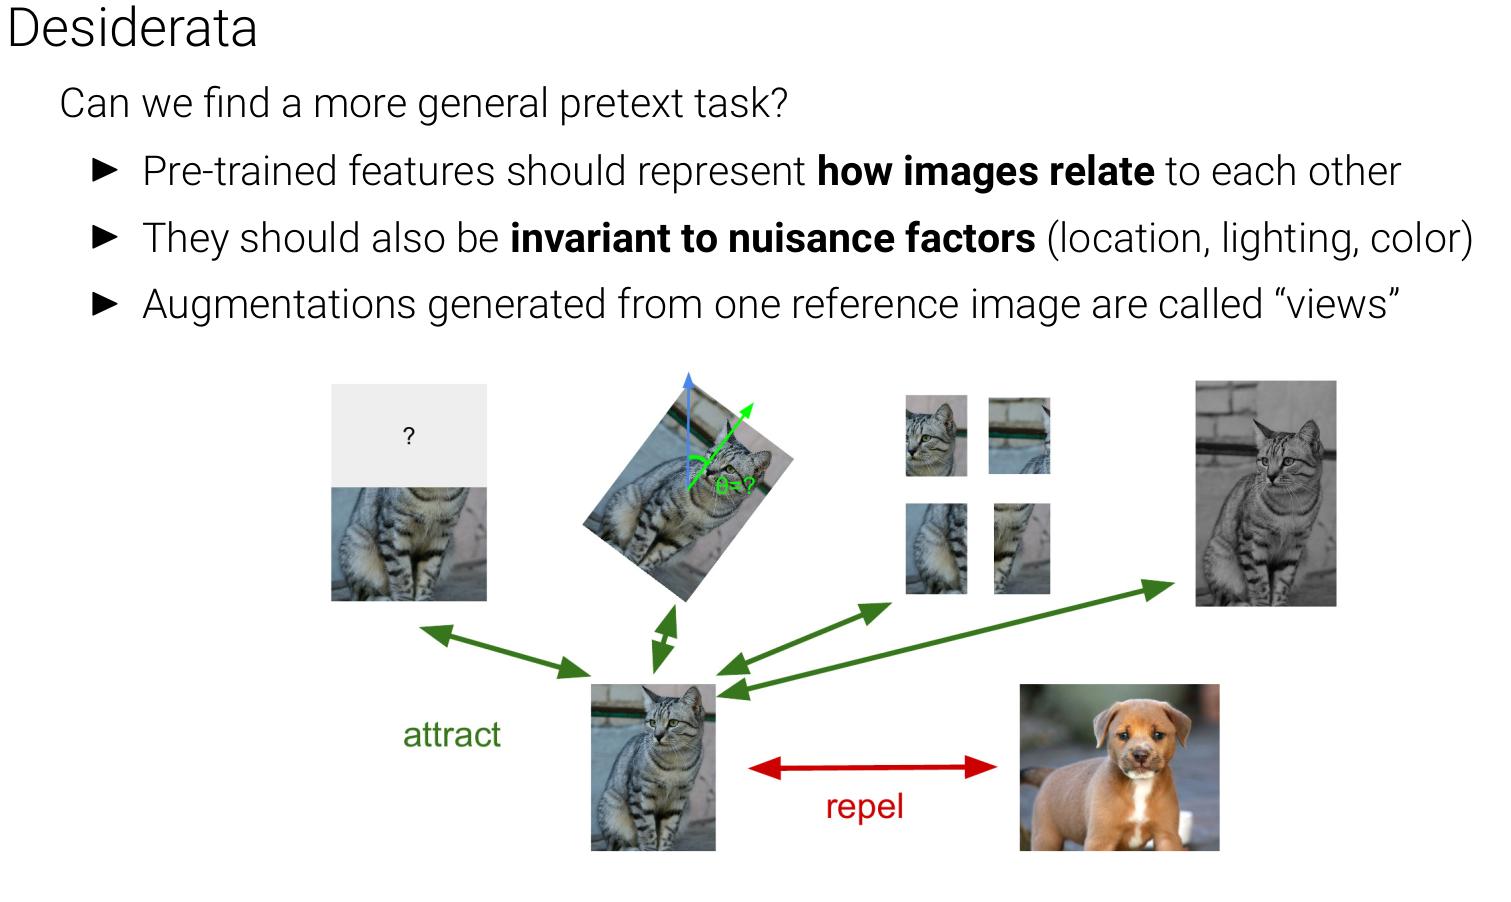 Desiderata
Can we find a more general pretext task?
► Pre-trained features should represent how images relate to each other
► They should also be invariant to nuisance factors (location, lighting, color)
► Augmentations generated from one reference image are called “views”
?
θ=?
attract
repel